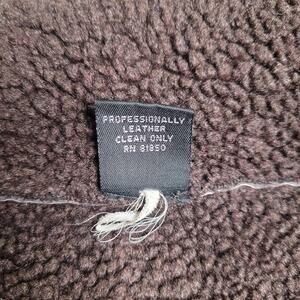 PROFESSIONALLY
LEATHER
CLEAN ONLY
RN 81850